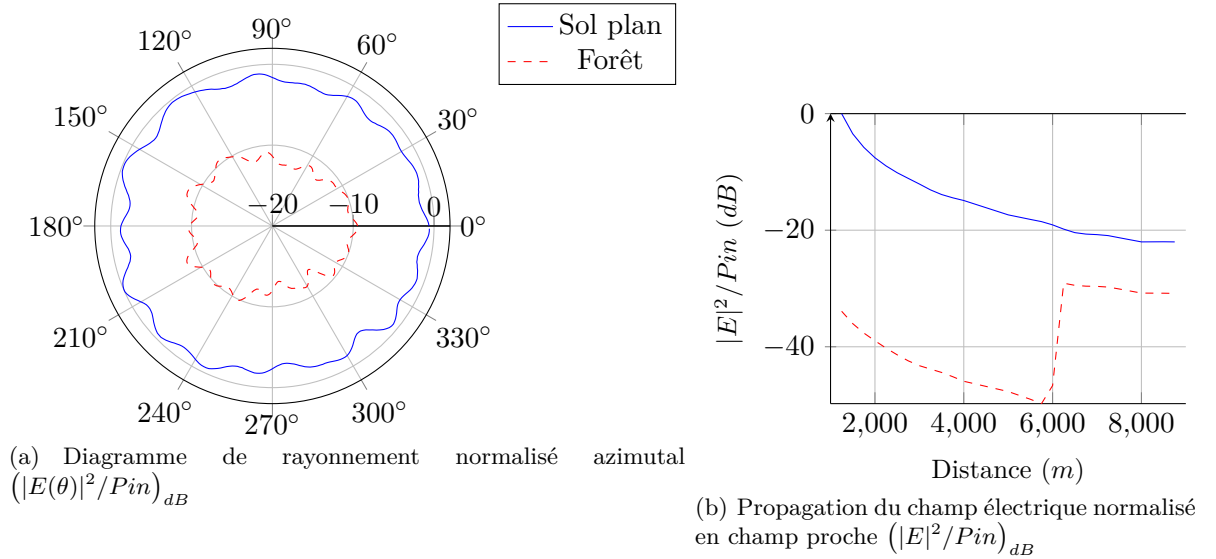 Sol plan
Forêt
90°
120°
60°
150°
30°
180°
0°
−20
−10
0
210°
330°
240°
300°
270°
(a) Diagramme de rayonnement normalisé azimutal
(|E(θ)|²/Pin)_{dB}
0
−20
−40
|E|²/Pin (dB)
2,000
4,000
6,000
8,000
Distance (m)
(b) Propagation du champ électrique normalisé
en champ proche (|E|²/Pin)_{dB}